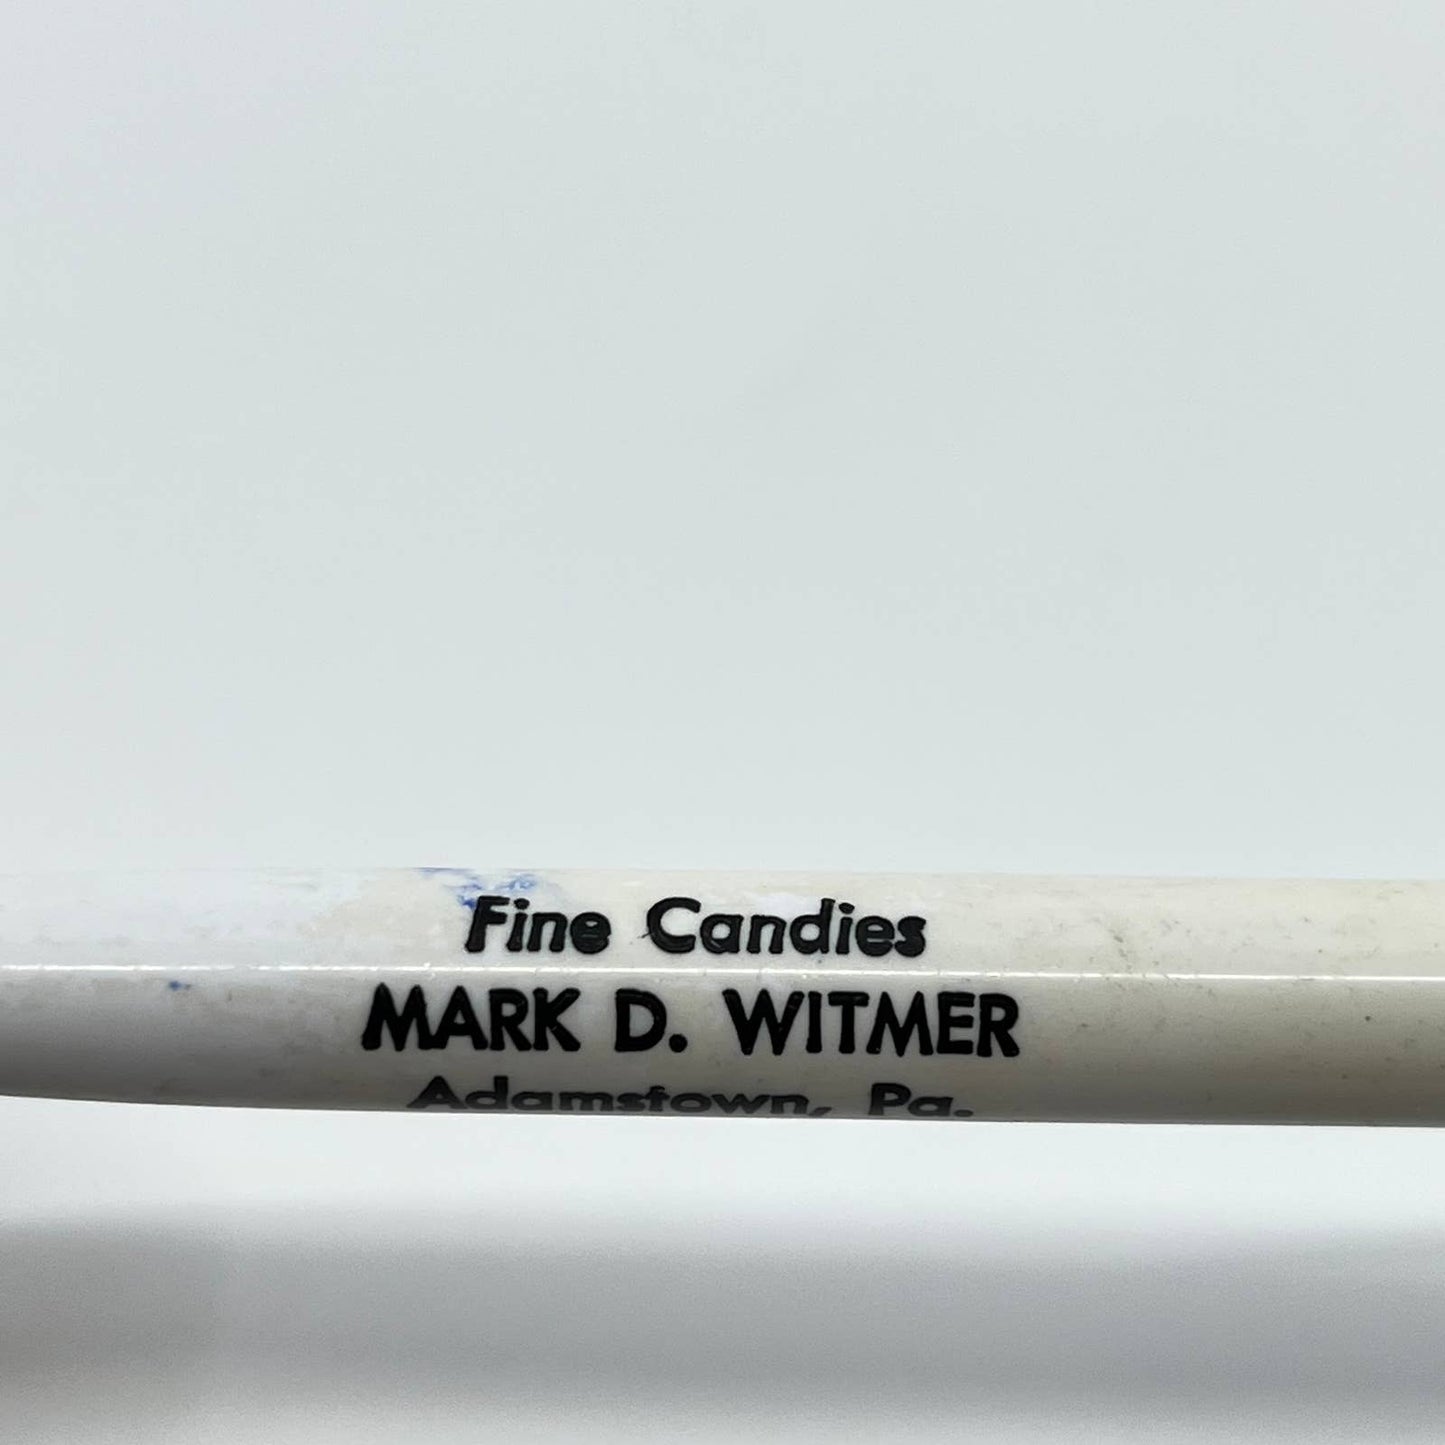 Fine Candies
MARK D. WITMER
Adamstown, Pa.